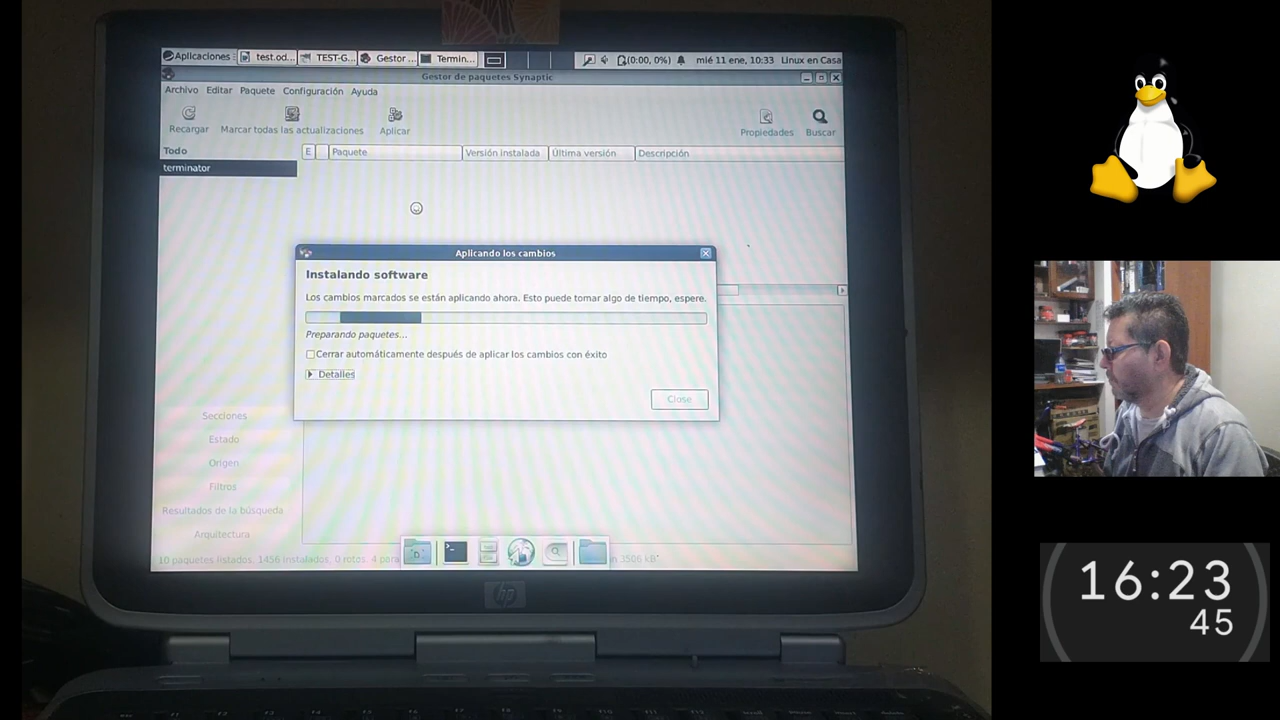 Aplicaciones test.od... TEST-G... Gestor ... Termin... (0:00, 0%) mié 11 ene, 10:33 Linux en Casa
Gestor de paquetes Synaptic
Archivo Editar Paquete Configuración Ayuda
Recargar Marcar todas las actualizaciones Aplicar Propiedades Buscar
Todo
E Paquete Versión instalada Última versión Descripción
terminator
Aplicando los cambios
Instalando software
Los cambios marcados se están aplicando ahora. Esto puede tomar algo de tiempo, espere.
Preparando paquetes...
Cerrar automáticamente después de aplicar los cambios con éxito
Detalles
Close
Secciones
Estado
Origen
Filtros
Resultados de la búsqueda
Arquitectura
10 paquetes listados, 1456 instalados, 0 rotos. 4 para 3506 kB
hp
16:23
45